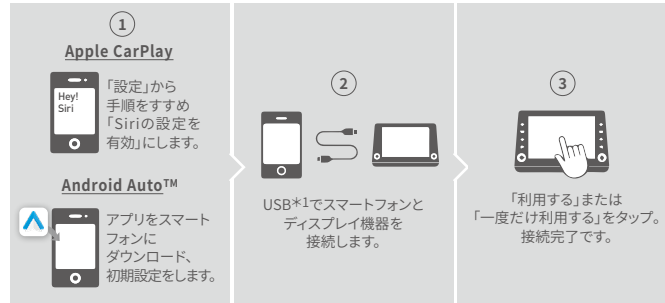 1
Apple CarPlay
Hey!
Siri
「設定」から
手順をすすめ
「Siriの設定を
有効」にします。
Android Auto™
アプリをスマート
フォンに
ダウンロード、
初期設定をします。
2
USB*1でスマートフォンと
ディスプレイ機器を
接続します。
3
「利用する」または
「一度だけ利用する」をタップ。
接続完了です。